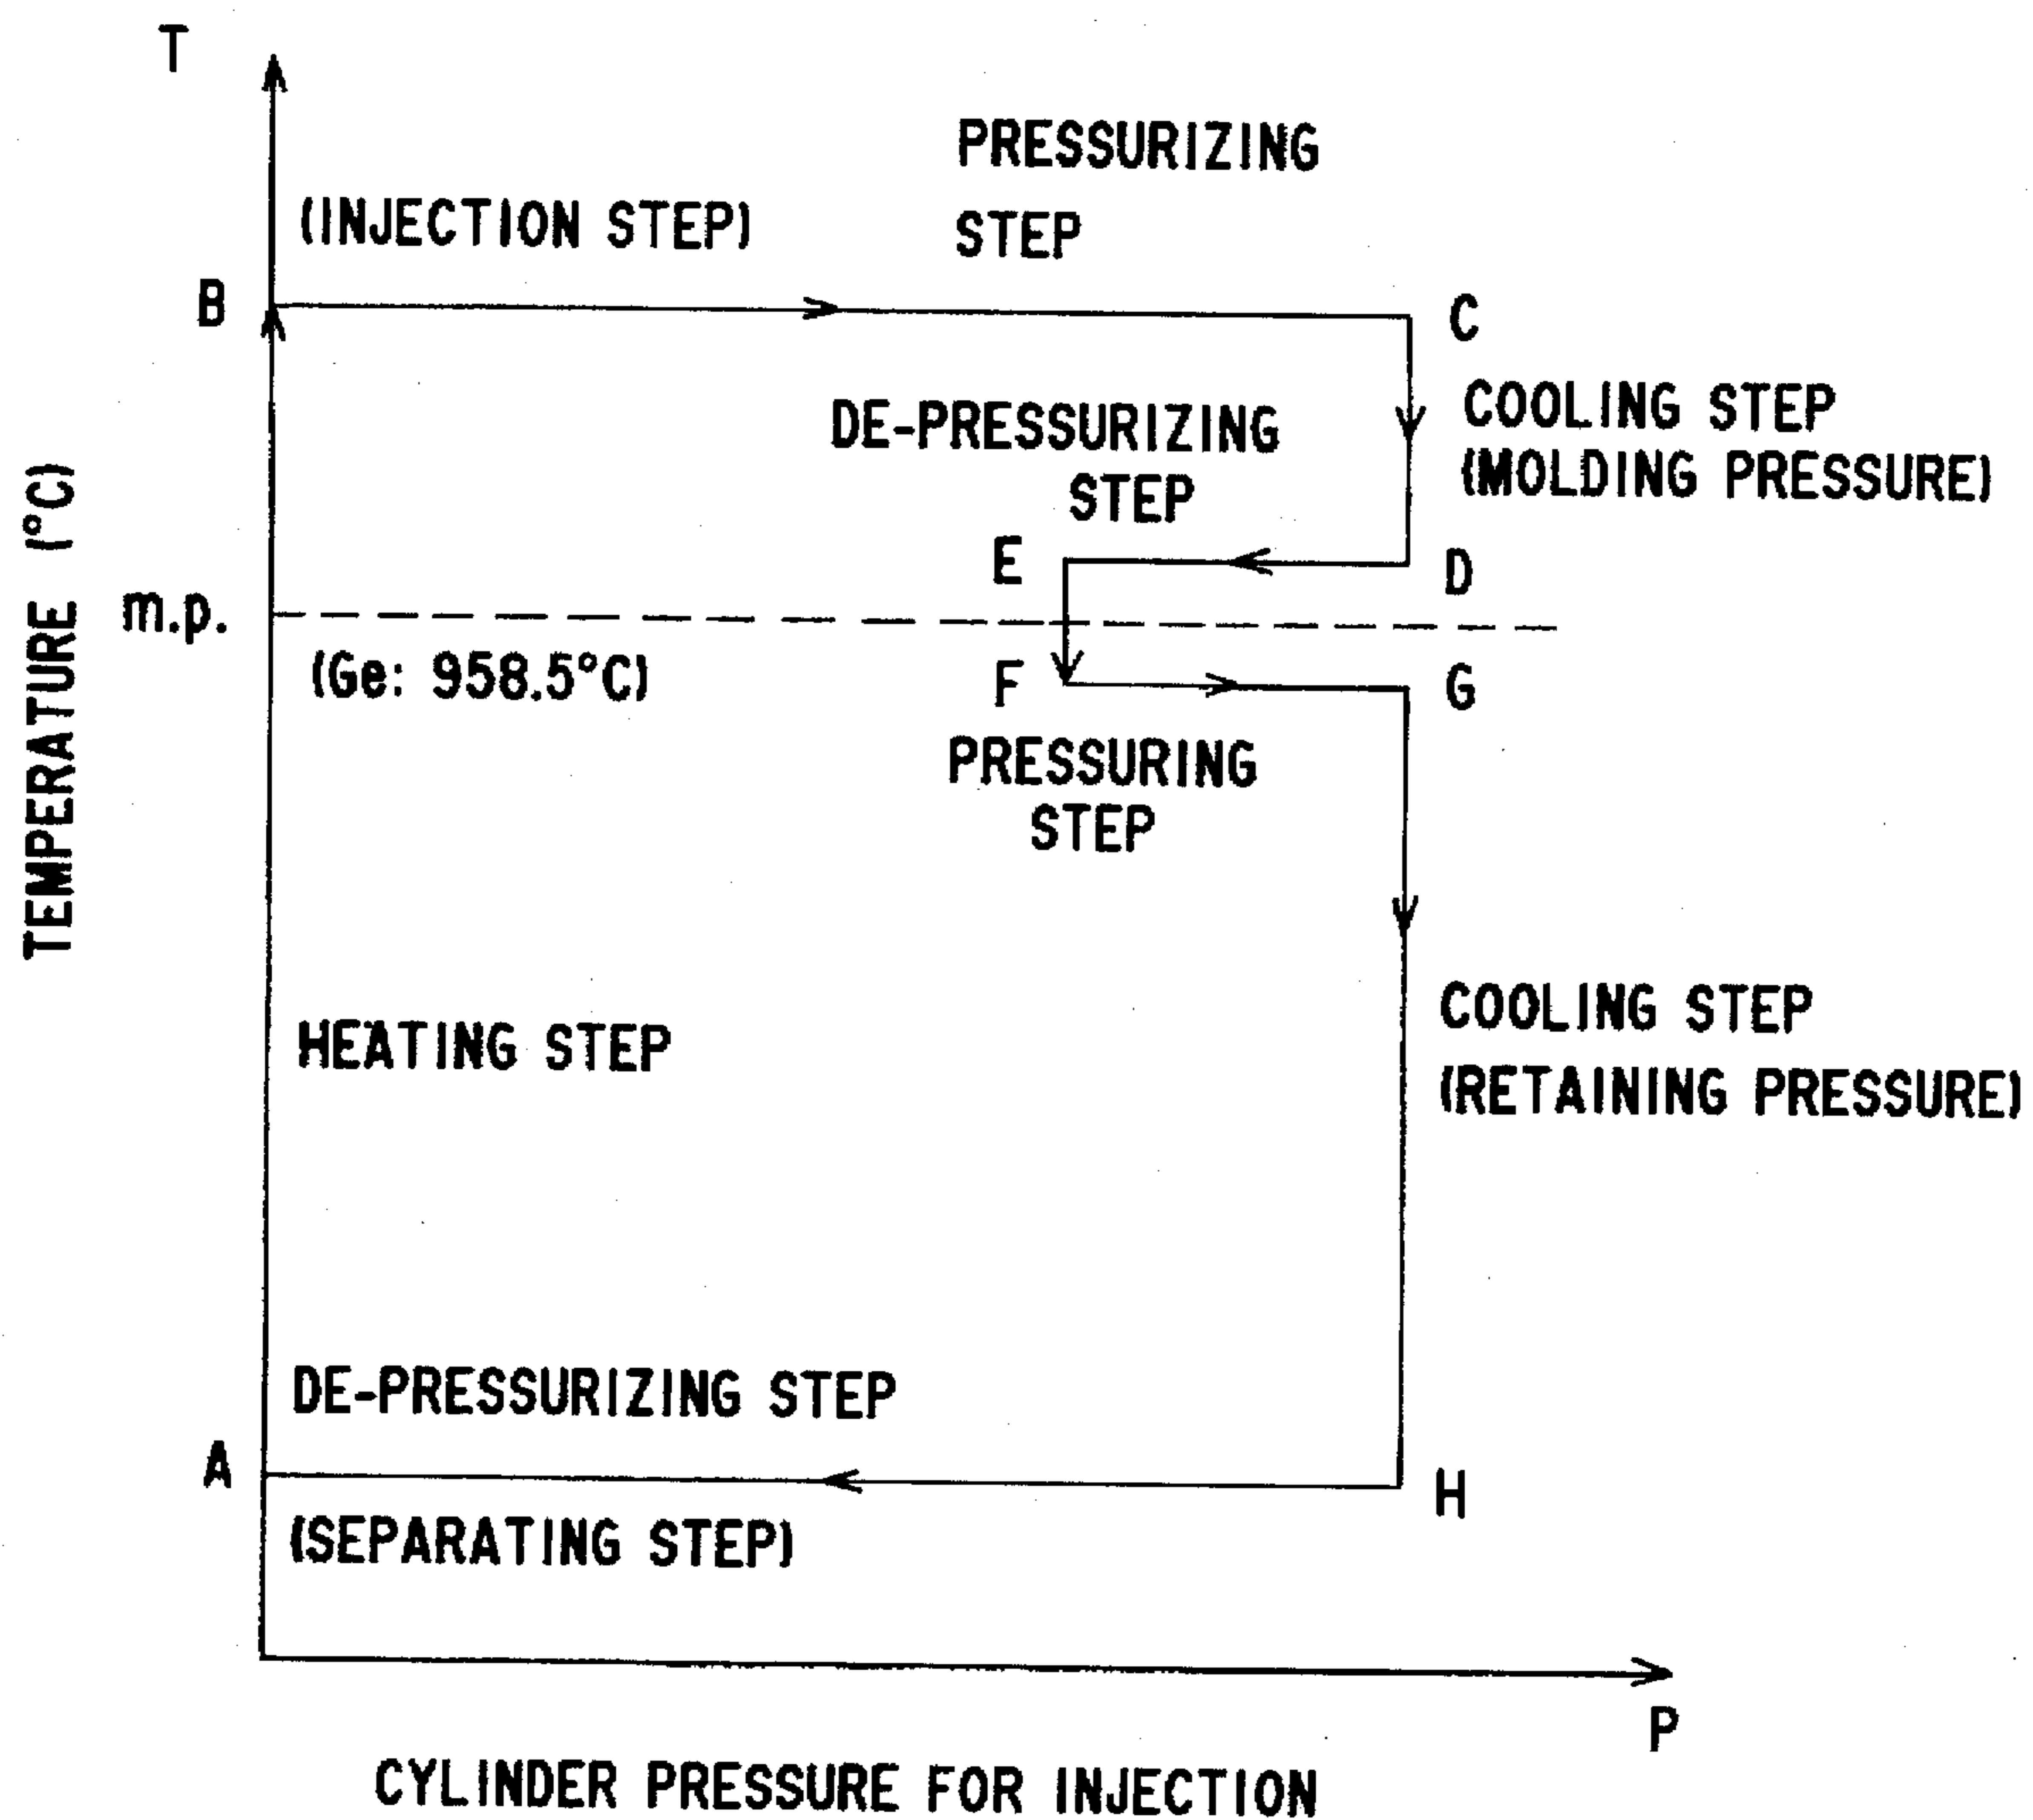 T
PRESSURIZING
STEP
(INJECTION STEP)
B
C
COOLING STEP
(MOLDING PRESSURE)
DE-PRESSURIZING
STEP
E
D
m.p.
(Ge: 958.5°C)
F
G
PRESSURING
STEP
TEMPERATURE (°C)
HEATING STEP
COOLING STEP
(RETAINING PRESSURE)
DE-PRESSURIZING STEP
A
H
(SEPARATING STEP)
P
CYLINDER PRESSURE FOR INJECTION